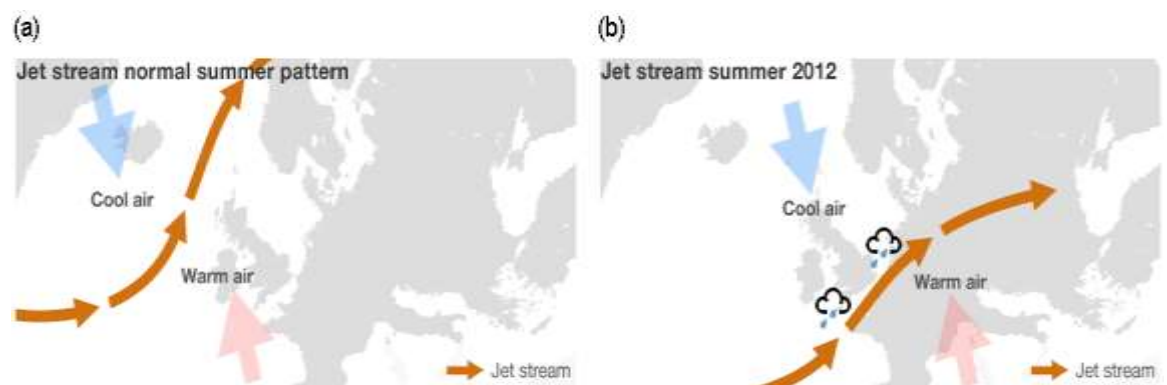 (a)
Jet stream normal summer pattern
Cool air
Warm air
Jet stream
(b)
Jet stream summer 2012
Cool air
Warm air
Jet stream